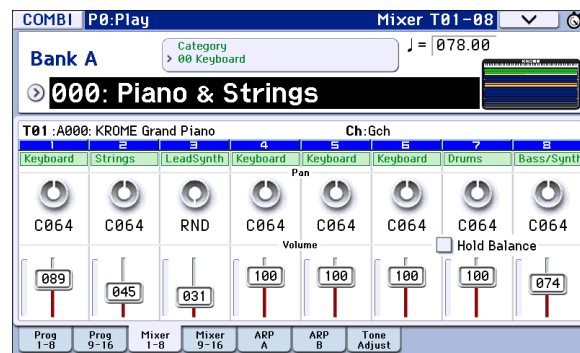 COMBI P0:Play Mixer T01-08
Bank A
Category
> 00 Keyboard
♩= 078.00
KROME
000: Piano & Strings
T01 :A000: KROME Grand Piano Ch:Gch
1 2 3 4 5 6 7 8
Keyboard Strings LeadSynth Keyboard Keyboard Keyboard Drums Bass/Synth
Pan
C064 C064 RND C064 C064 C064 C064 C064
Volume
Hold Balance
089 045 031 100 100 100 100 074
Prog 1-8 Prog 9-16 Mixer 1-8 Mixer 9-16 ARP A ARP B Tone Adjust